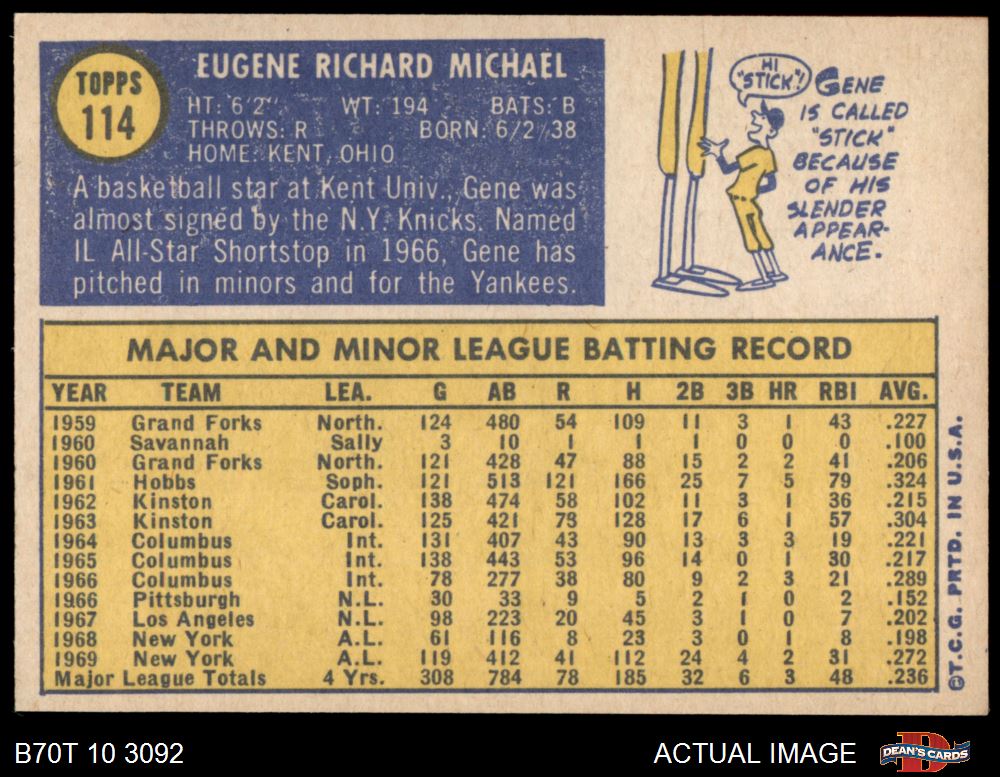 TOPPS
114
EUGENE RICHARD MICHAEL
HT: 6'2" WT: 194 BATS: B
THROWS: R BORN: 6/2/38
HOME: KENT, OHIO
A basketball star at Kent Univ., Gene was
almost signed by the N.Y. Knicks. Named
IL All-Star Shortstop in 1966, Gene has
pitched in minors and for the Yankees.
HI
"STICK"!
GENE
IS CALLED
"STICK"
BECAUSE
OF HIS
SLENDER
APPEAR-
ANCE.
MAJOR AND MINOR LEAGUE BATTING RECORD
YEAR TEAM LEA. G AB R H 2B 3B HR RBI AVG.
1959 Grand Forks North. 124 480 54 109 11 3 1 43 .227
1960 Savannah Sally 3 10 1 1 1 0 0 0 .100
1960 Grand Forks North. 121 428 47 88 15 2 2 41 .206
1961 Hobbs Soph. 121 513 121 166 25 7 5 79 .324
1962 Kinston Carol. 138 474 58 102 11 3 1 36 .215
1963 Kinston Carol. 125 421 73 128 17 6 1 57 .304
1964 Columbus Int. 131 407 43 90 13 3 3 19 .221
1965 Columbus Int. 138 443 53 96 14 0 1 30 .217
1966 Columbus Int. 78 277 38 80 9 2 3 21 .289
1966 Pittsburgh N.L. 30 33 9 5 2 1 0 2 .152
1967 Los Angeles N.L. 98 223 20 45 3 1 0 7 .202
1968 New York A.L. 61 116 8 23 3 0 1 8 .198
1969 New York A.L. 119 412 41 112 24 4 2 31 .272
Major League Totals 4 Yrs. 308 784 78 185 32 6 3 48 .236
©T.C.G. PRTD. IN U.S.A.
B70T 10 3092
ACTUAL IMAGE
DEAN'S CARDS